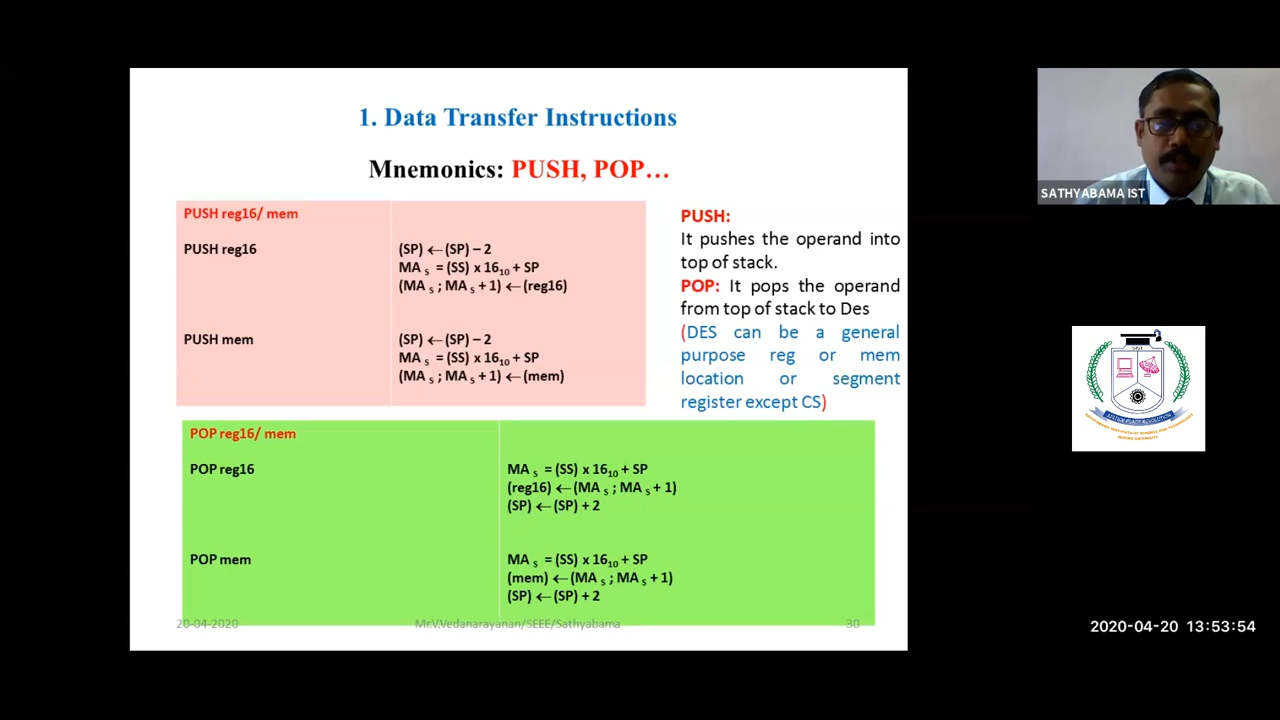 1. Data Transfer Instructions
Mnemonics: PUSH, POP…
PUSH reg16/ mem
PUSH reg16
(SP) ← (SP) – 2
MA S = (SS) x 1610 + SP
(MA S ; MA S + 1) ← (reg16)
PUSH mem
(SP) ← (SP) – 2
MA S = (SS) x 1610 + SP
(MA S ; MA S + 1) ← (mem)
PUSH:
It pushes the operand into
top of stack.
POP: It pops the operand
from top of stack to Des
(DES can be a general
purpose reg or mem
location or segment
register except CS)
POP reg16/ mem
POP reg16
MA S = (SS) x 1610 + SP
(reg16) ← (MA S ; MA S + 1)
(SP) ← (SP) + 2
POP mem
MA S = (SS) x 1610 + SP
(mem) ← (MA S ; MA S + 1)
(SP) ← (SP) + 2
20-04-2020
Mr.V.Vedanarayanan/SEEE/Sathyabama
30
SATHYABAMA IST
2020-04-20 13:53:54